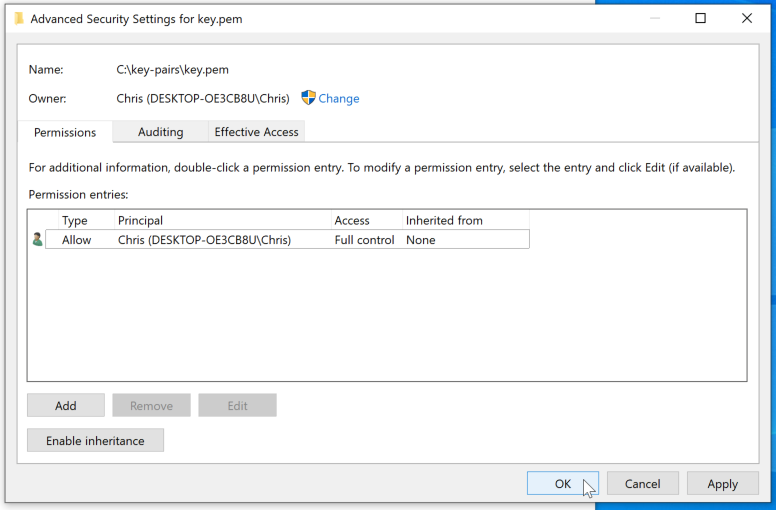 Advanced Security Settings for key.pem
Name: C:\key-pairs\key.pem
Owner: Chris (DESKTOP-OE3CB8U\Chris) Change
Permissions Auditing Effective Access
For additional information, double-click a permission entry. To modify a permission entry, select the entry and click Edit (if available).
Permission entries:
Type Principal Access Inherited from
Allow Chris (DESKTOP-OE3CB8U\Chris) Full control None
Add Remove Edit
Enable inheritance
OK Cancel Apply